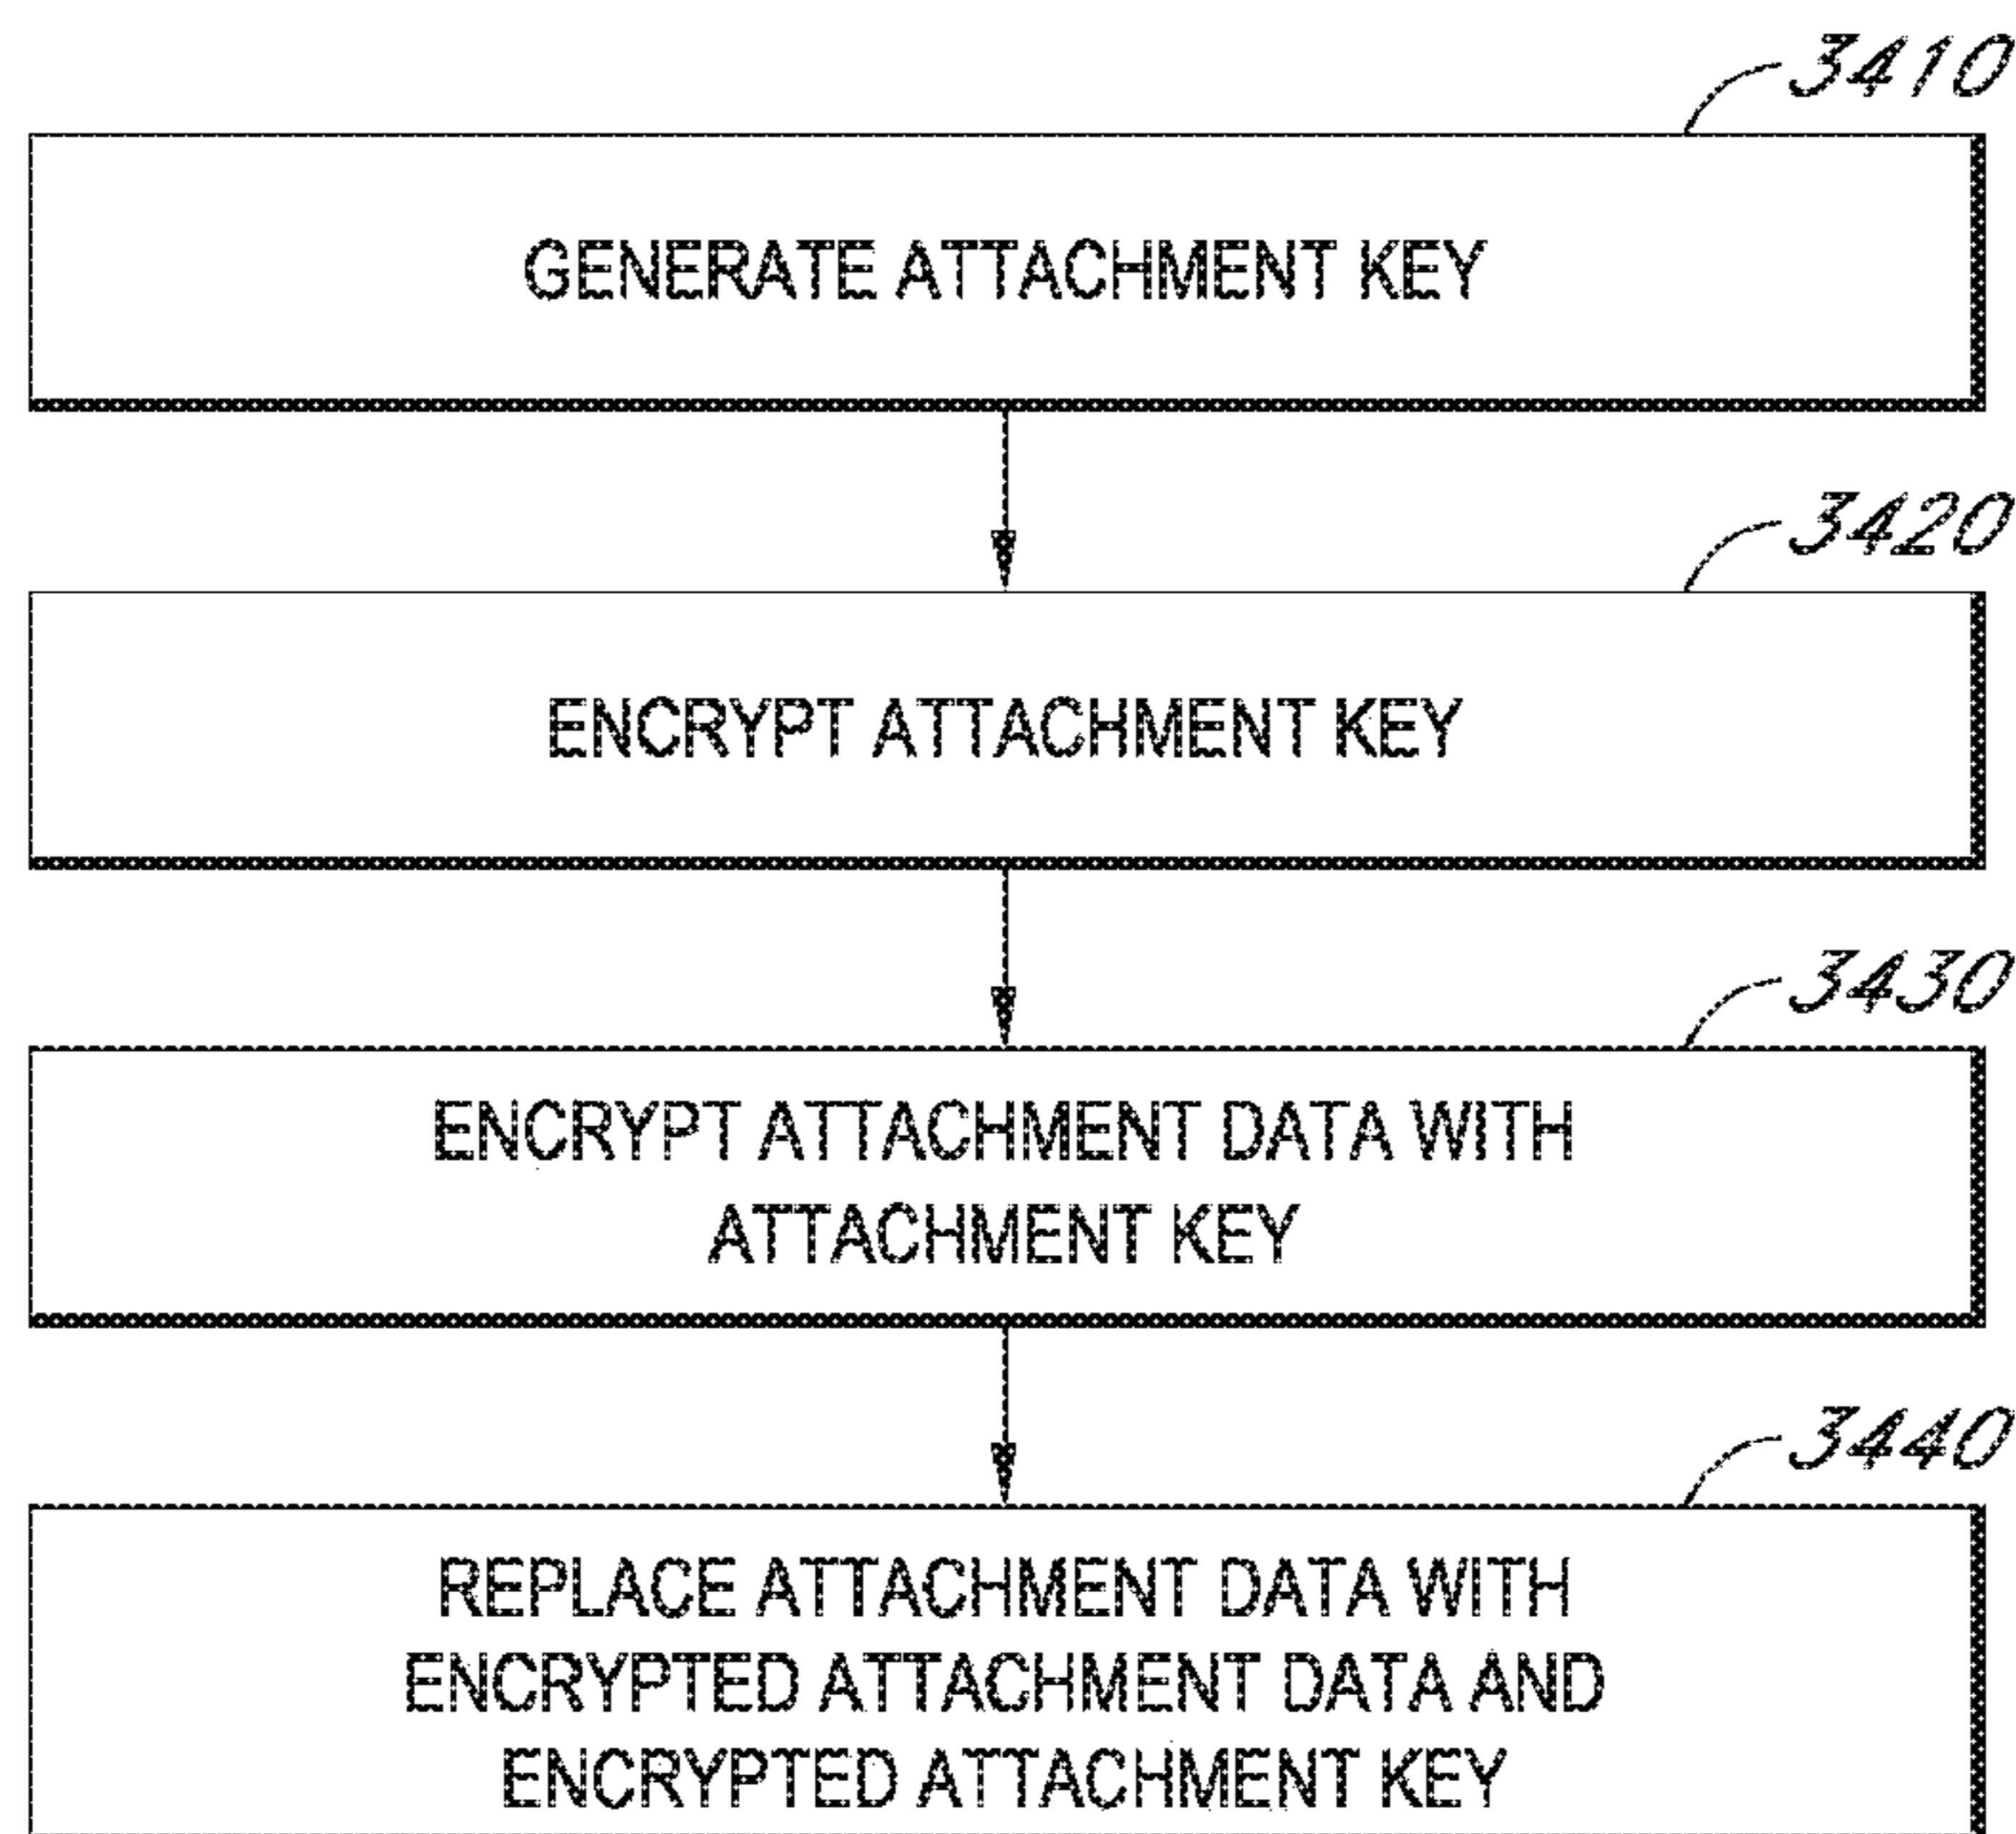 3410
GENERATE ATTACHMENT KEY
3420
ENCRYPT ATTACHMENT KEY
3430
ENCRYPT ATTACHMENT DATA WITH
ATTACHMENT KEY
3440
REPLACE ATTACHMENT DATA WITH
ENCRYPTED ATTACHMENT DATA AND
ENCRYPTED ATTACHMENT KEY